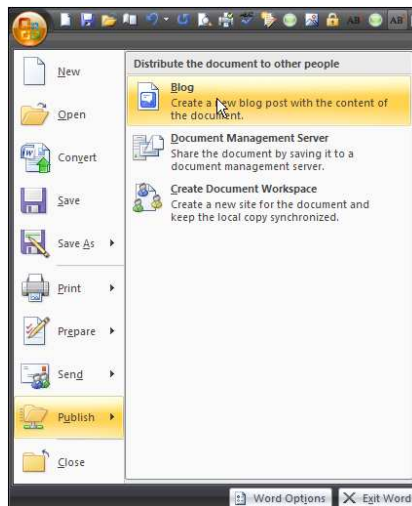 AB
AB
New
Open
Convert
Save
Save As
Print
Prepare
Send
Publish
Close
Distribute the document to other people
Blog
Create a new blog post with the content of
the document.
Document Management Server
Share the document by saving it to a
document management server.
Create Document Workspace
Create a new site for the document and
keep the local copy synchronized.
Word Options
Exit Word